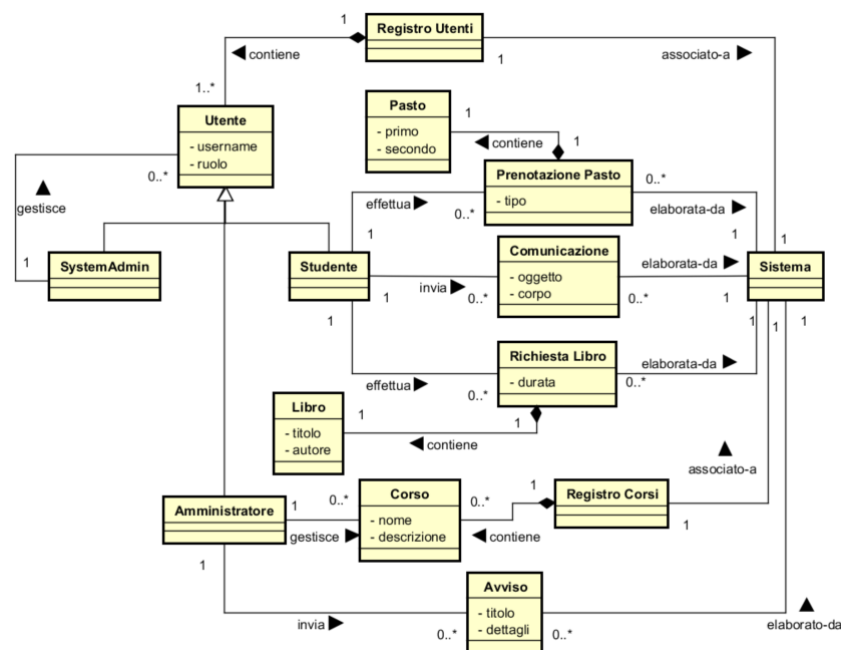 1
Registro Utenti
contiene
1
associato-a
1..*
Utente
- username
- ruolo
0..*
Pasto
- primo
- secondo
1
contiene
1
Prenotazione Pasto
- tipo
0..*
gestisce
effettua
0..*
elaborata-da
1
1
1
1
SystemAdmin
Studente
Comunicazione
- oggetto
- corpo
elaborata-da
Sistema
invia
1
0..*
0..*
1
1
1
1
1
Richiesta Libro
- durata
elaborata-da
effettua
0..*
0..*
Libro
- titolo
- autore
1
1
contiene
associato-a
Amministratore
1
0..*
Corso
- nome
- descrizione
0..*
1
Registro Corsi
gestisce
contiene
1
1
Avviso
- titolo
- dettagli
invia
0..*
0..*
elaborato-da